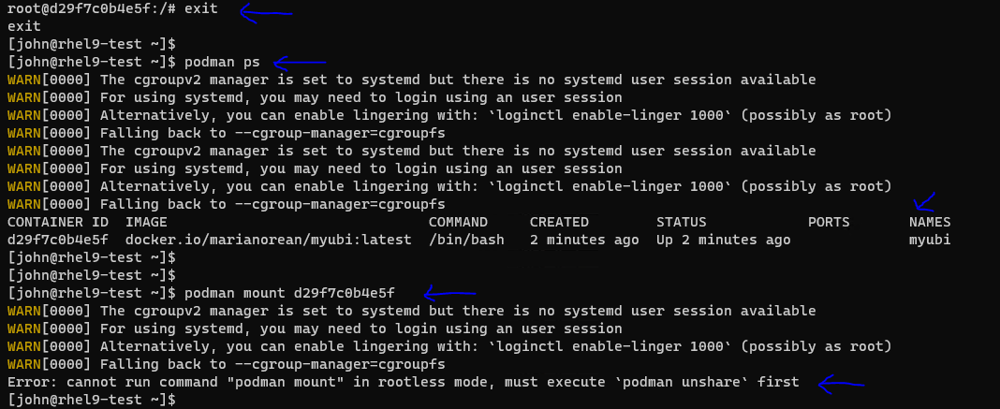 root@d29f7c0b4e5f:/# exit
exit
[john@rhel9-test ~]$
[john@rhel9-test ~]$ podman ps
WARN[0000] The cgroupv2 manager is set to systemd but there is no systemd user session available
WARN[0000] For using systemd, you may need to login using an user session
WARN[0000] Alternatively, you can enable lingering with: `loginctl enable-linger 1000` (possibly as root)
WARN[0000] Falling back to --cgroup-manager=cgroupfs
WARN[0000] The cgroupv2 manager is set to systemd but there is no systemd user session available
WARN[0000] For using systemd, you may need to login using an user session
WARN[0000] Alternatively, you can enable lingering with: `loginctl enable-linger 1000` (possibly as root)
WARN[0000] Falling back to --cgroup-manager=cgroupfs
CONTAINER ID  IMAGE                               COMMAND     CREATED        STATUS            PORTS       NAMES
d29f7c0b4e5f  docker.io/marianorean/myubi:latest  /bin/bash   2 minutes ago  Up 2 minutes ago              myubi
[john@rhel9-test ~]$
[john@rhel9-test ~]$
[john@rhel9-test ~]$ podman mount d29f7c0b4e5f
WARN[0000] The cgroupv2 manager is set to systemd but there is no systemd user session available
WARN[0000] For using systemd, you may need to login using an user session
WARN[0000] Alternatively, you can enable lingering with: `loginctl enable-linger 1000` (possibly as root)
WARN[0000] Falling back to --cgroup-manager=cgroupfs
Error: cannot run command "podman mount" in rootless mode, must execute `podman unshare` first
[john@rhel9-test ~]$